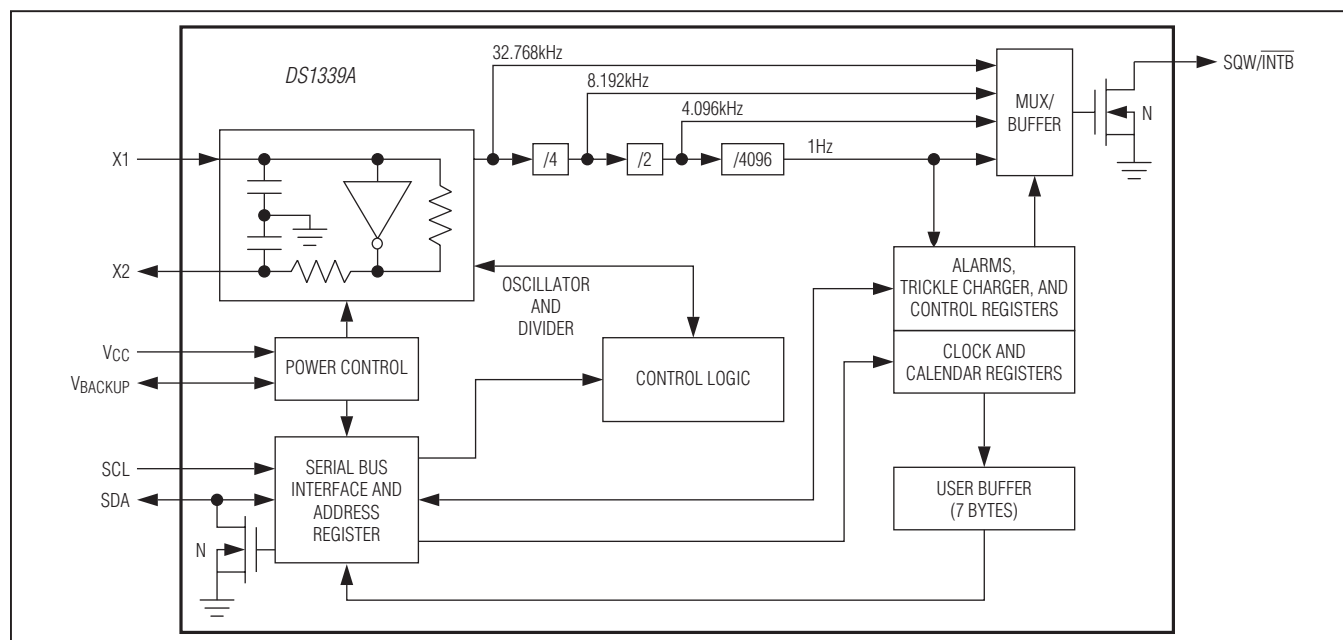 DS1339A
32.768kHz
8.192kHz
4.096kHz
1Hz
/4
/2
/4096
MUX/
BUFFER
N
SQW/INTB
X1
X2
OSCILLATOR
AND
DIVIDER
ALARMS,
TRICKLE CHARGER, AND
CONTROL REGISTERS
VCC
VBACKUP
POWER CONTROL
CONTROL LOGIC
CLOCK AND
CALENDAR REGISTERS
SCL
SDA
SERIAL BUS
INTERFACE AND
ADDRESS
REGISTER
N
USER BUFFER
(7 BYTES)